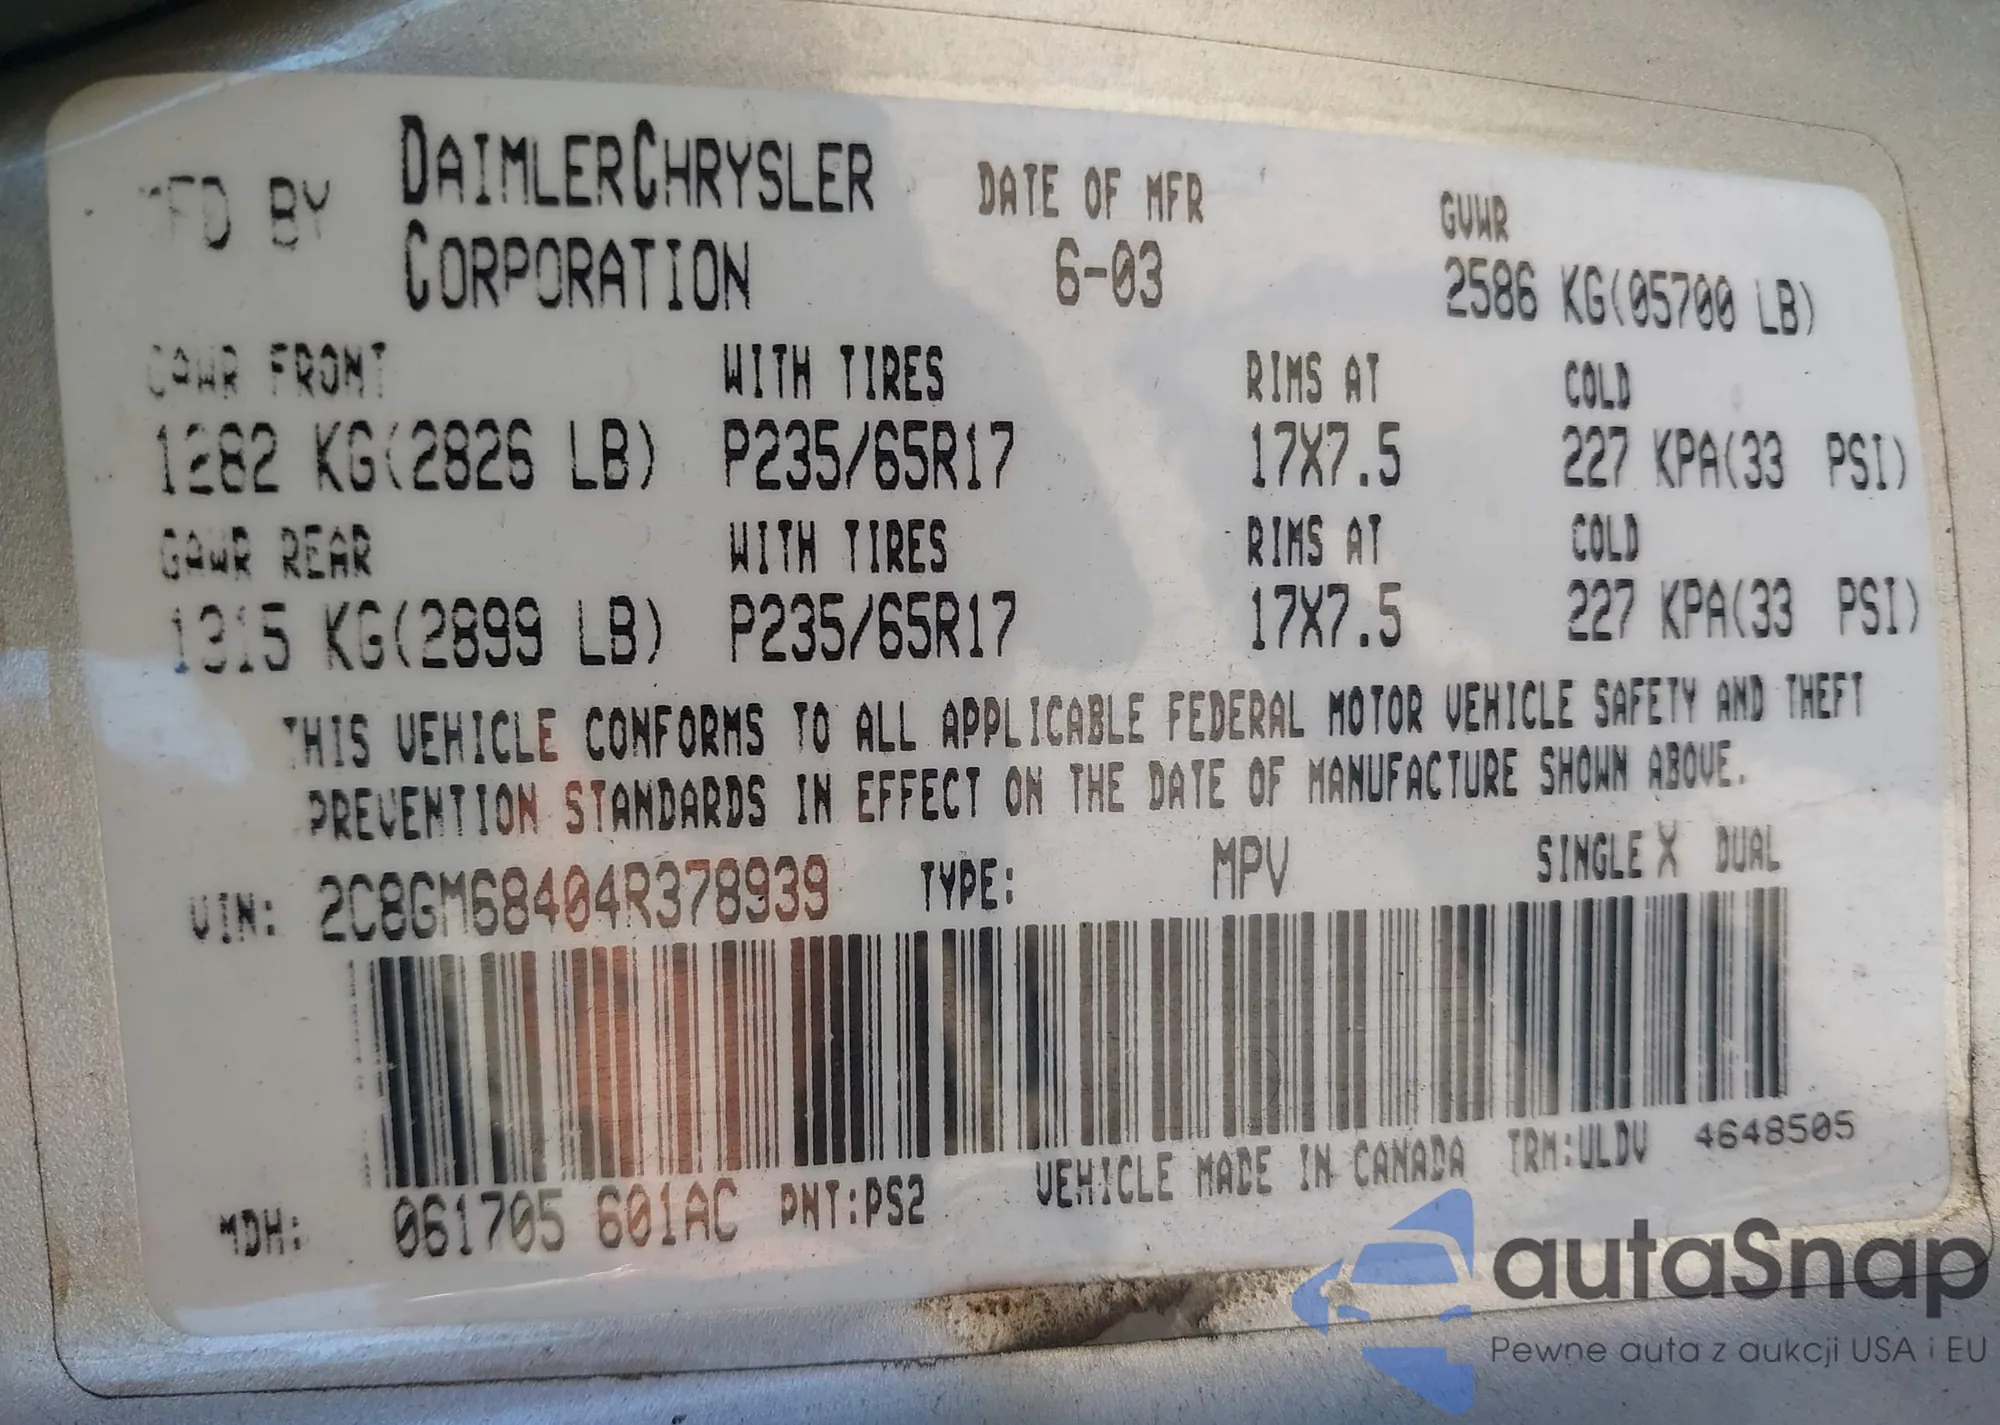 MFD BY DAIMLERCHRYSLER CORPORATION DATE OF MFR 6-03 GVWR 2586 KG(05700 LB)
GAWR FRONT WITH TIRES RIMS AT COLD
1282 KG(2826 LB) P235/65R17 17X7.5 227 KPA(33 PSI)
GAWR REAR WITH TIRES RIMS AT COLD
1315 KG(2899 LB) P235/65R17 17X7.5 227 KPA(33 PSI)
THIS VEHICLE CONFORMS TO ALL APPLICABLE FEDERAL MOTOR VEHICLE SAFETY AND THEFT
PREVENTION STANDARDS IN EFFECT ON THE DATE OF MANUFACTURE SHOWN ABOVE.
VIN: 2C8GM68404R378939 TYPE: MPV SINGLE X DUAL
MDH: 061705 601AC PNT:PS2 VEHICLE MADE IN CANADA TRM:ULDV 4648505
autaSnap
Pewne auta z aukcji USA i EU